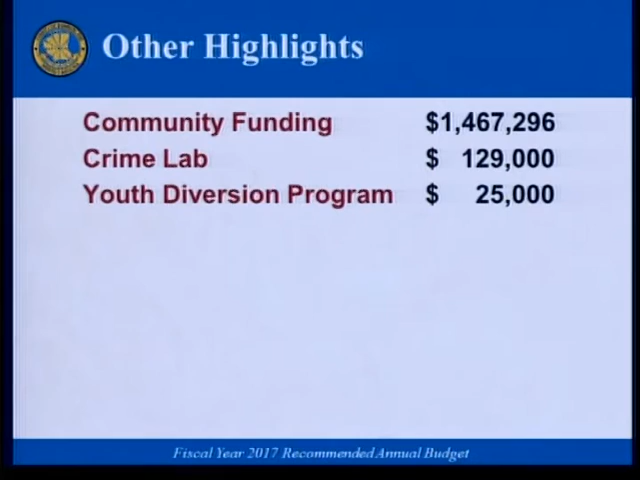 Other Highlights
Community Funding $1,467,296
Crime Lab $ 129,000
Youth Diversion Program $ 25,000
Fiscal Year 2017 Recommended Annual Budget